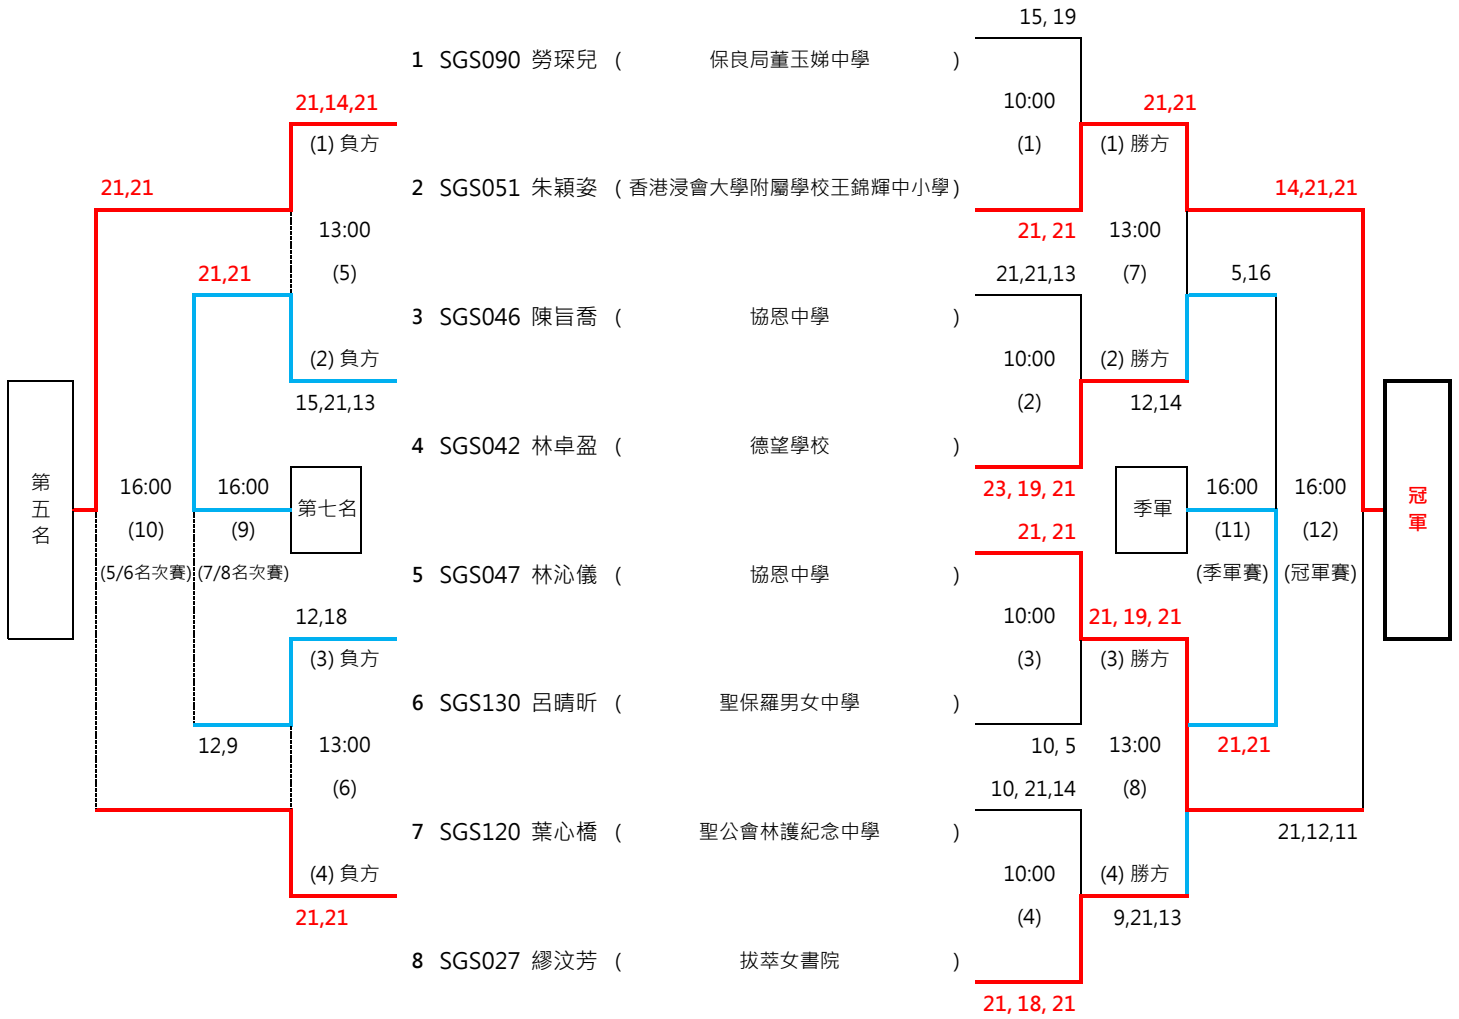 15, 19
1 SGS090 勞琛兒 ( 保良局董玉娣中學 )
21,14,21 10:00 21,21
(1) 負方 (1) (1) 勝方
21,21 2 SGS051 朱穎姿 ( 香港浸會大學附屬學校王錦輝中小學 ) 14,21,21
13:00 21, 21 13:00
21,21 (5) 21,21,13 (7) 5,16
3 SGS046 陳旨喬 ( 協恩中學 )
(2) 負方 10:00 (2) 勝方
15,21,13 (2) 12,14
4 SGS042 林卓盈 ( 德望學校 )
第五名 16:00 16:00 第七名 23, 19, 21 季軍 16:00 16:00 冠軍
(10) (9) 21, 21 (11) (12)
(5/6名次賽) (7/8名次賽) 5 SGS047 林沁儀 ( 協恩中學 ) (季軍賽) (冠軍賽)
12,18 10:00 21, 19, 21
(3) 負方 (3) (3) 勝方
6 SGS130 呂晴昕 ( 聖保羅男女中學 )
12,9 13:00 10, 5 13:00 21,21
(6) 10, 21,14 (8)
7 SGS120 葉心橋 ( 聖公會林護紀念中學 ) 21,12,11
(4) 負方 10:00 (4) 勝方
21,21 (4) 9,21,13
8 SGS027 繆汶芳 ( 拔萃女書院 )
21, 18, 21